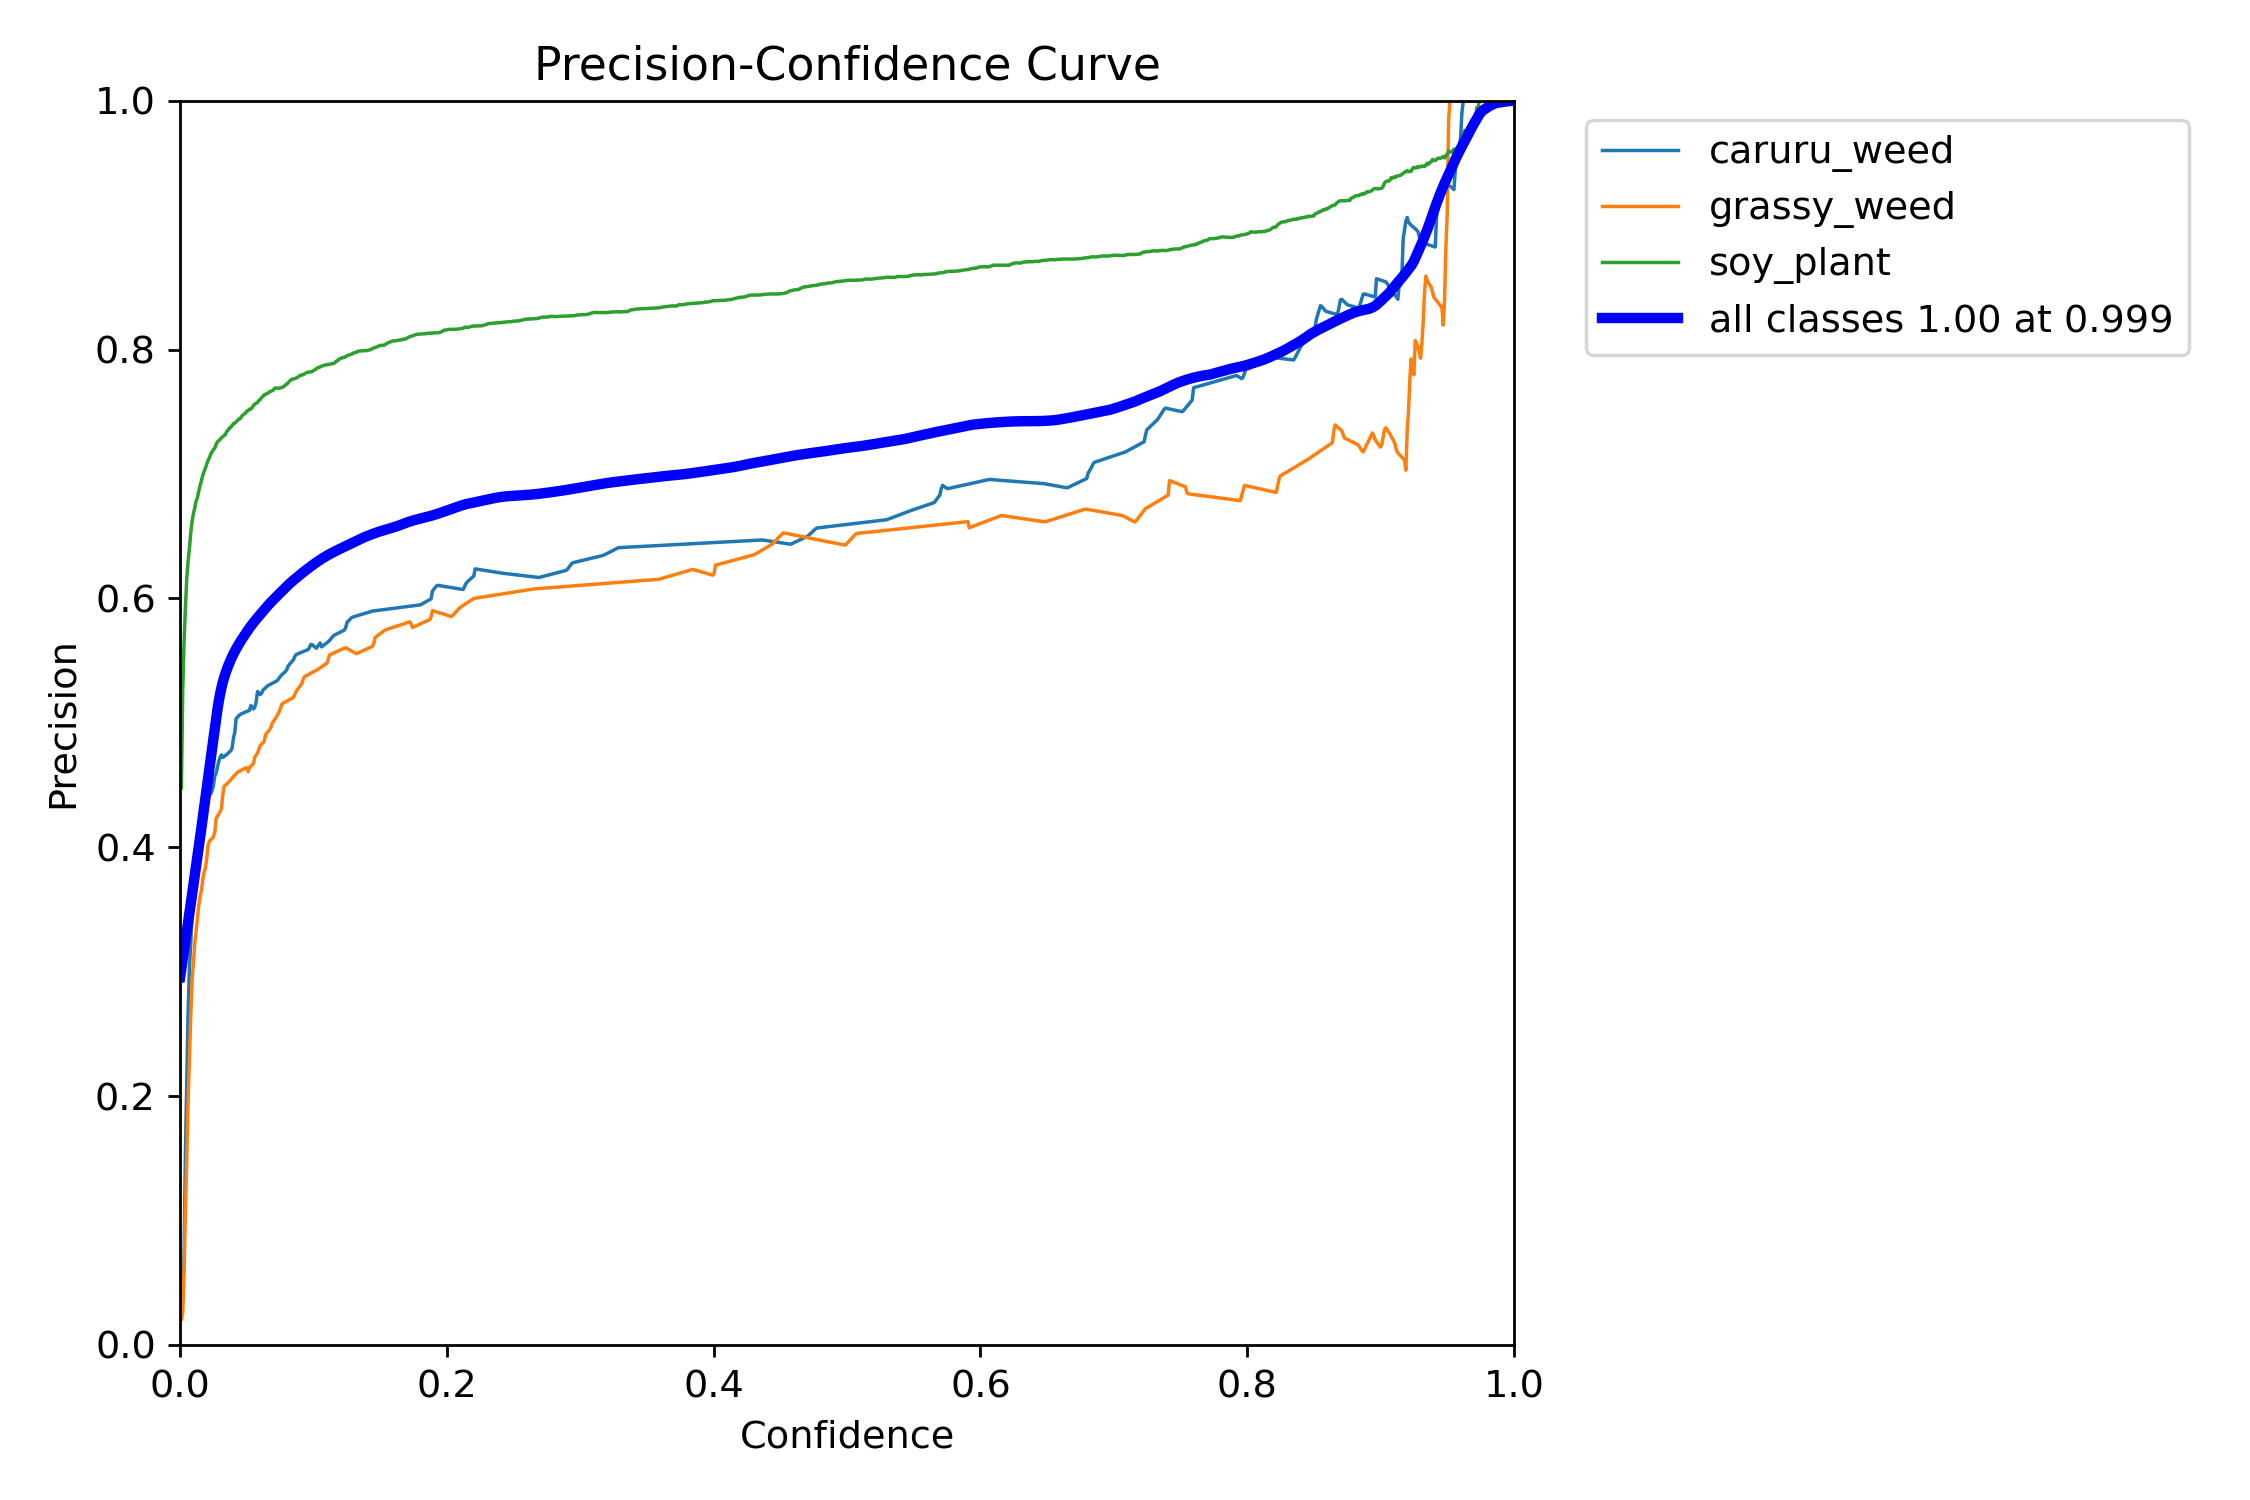 Precision-Confidence Curve
1.0
0.8
0.6
0.4
0.2
0.0
Precision
0.0 0.2 0.4 0.6 0.8 1.0
Confidence
caruru_weed
grassy_weed
soy_plant
all classes 1.00 at 0.999